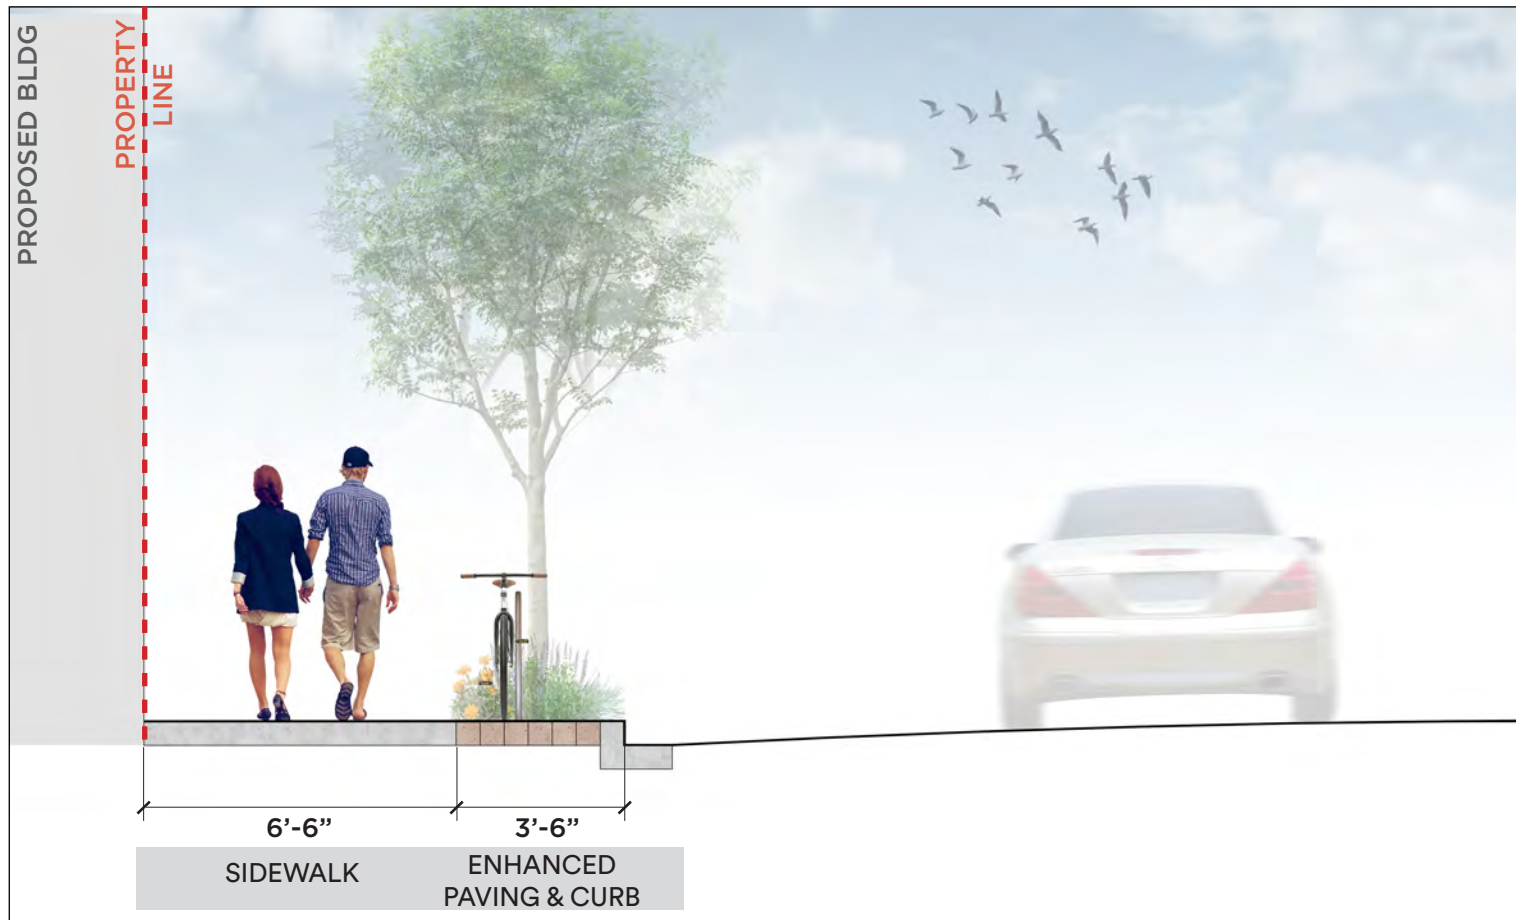 PROPOSED BLDG
PROPERTY
LINE
6’-6”
3’-6”
SIDEWALK
ENHANCED
PAVING & CURB